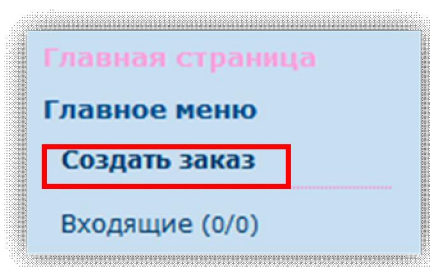 Главная страница
Главное меню
Создать заказ
Входящие (0/0)